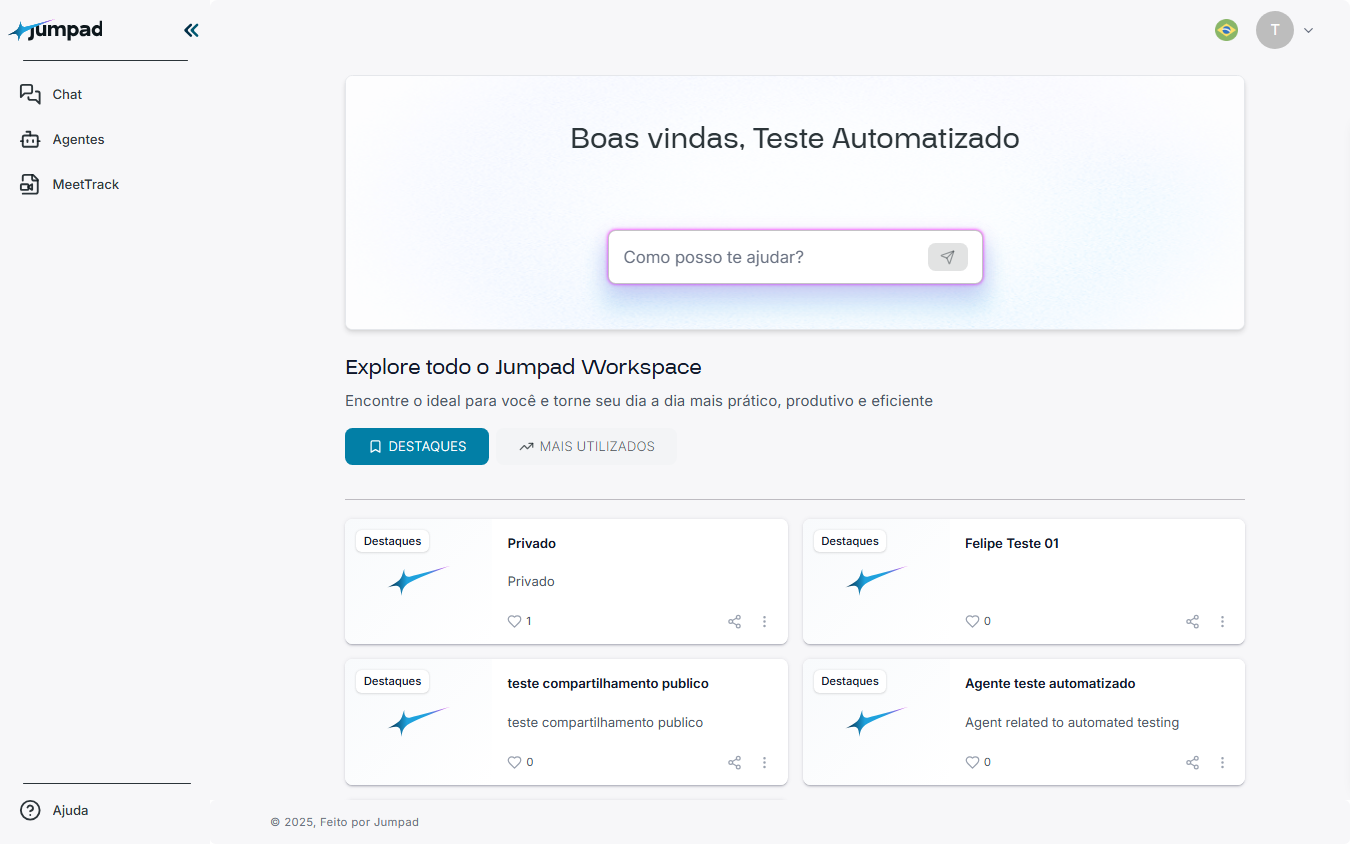 Jumpad
Chat
Agentes
MeetTrack
T
Boas vindas, Teste Automatizado
Como posso te ajudar?
Explore todo o Jumpad Workspace
Encontre o ideal para você e torne seu dia a dia mais prático, produtivo e eficiente
DESTAQUES
MAIS UTILIZADOS
Destaques
Privado
Privado
1
Destaques
Felipe Teste 01
0
Destaques
teste compartilhamento publico
teste compartilhamento publico
0
Destaques
Agente teste automatizado
Agent related to automated testing
0
Ajuda
© 2025, Feito por Jumpad